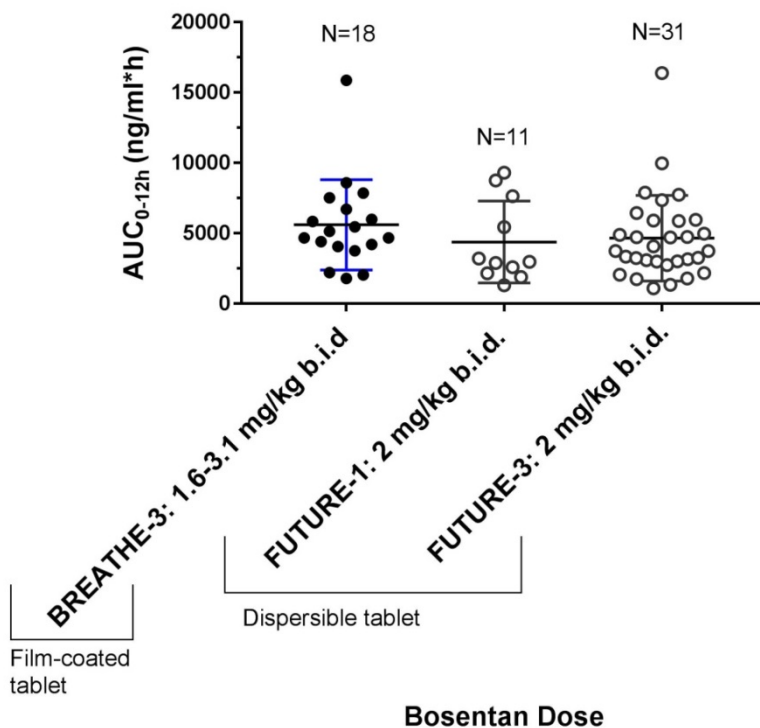 20000
15000
10000
5000
0
AUC0-12h (ng/ml*h)
N=18
N=11
N=31
BREATHE-3: 1.6-3.1 mg/kg b.i.d
FUTURE-1: 2 mg/kg b.i.d.
FUTURE-3: 2 mg/kg b.i.d.
Film-coated
tablet
Dispersible tablet
Bosentan Dose